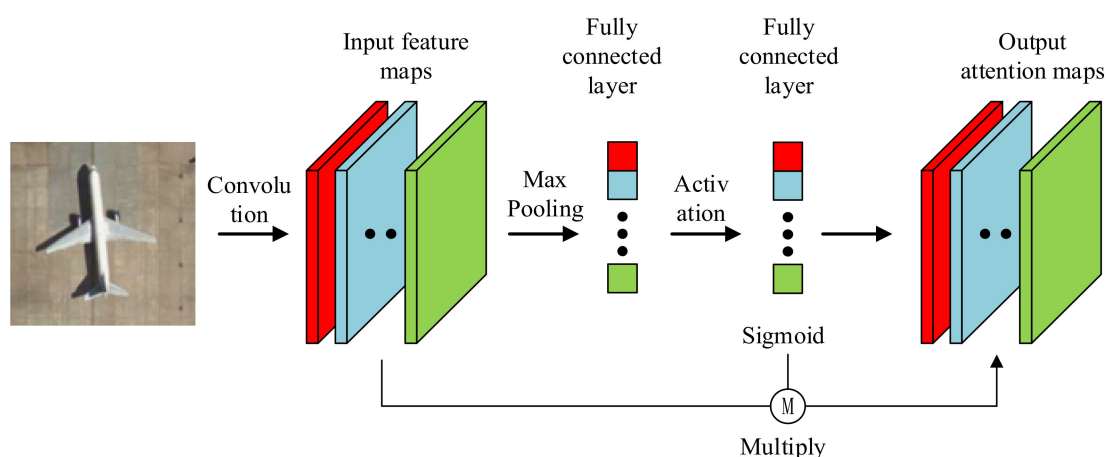 Input feature
maps
Fully
connected
layer
Fully
connected
layer
Output
attention maps
Convolu
tion
Max
Pooling
Activ
ation
Sigmoid
M
Multiply